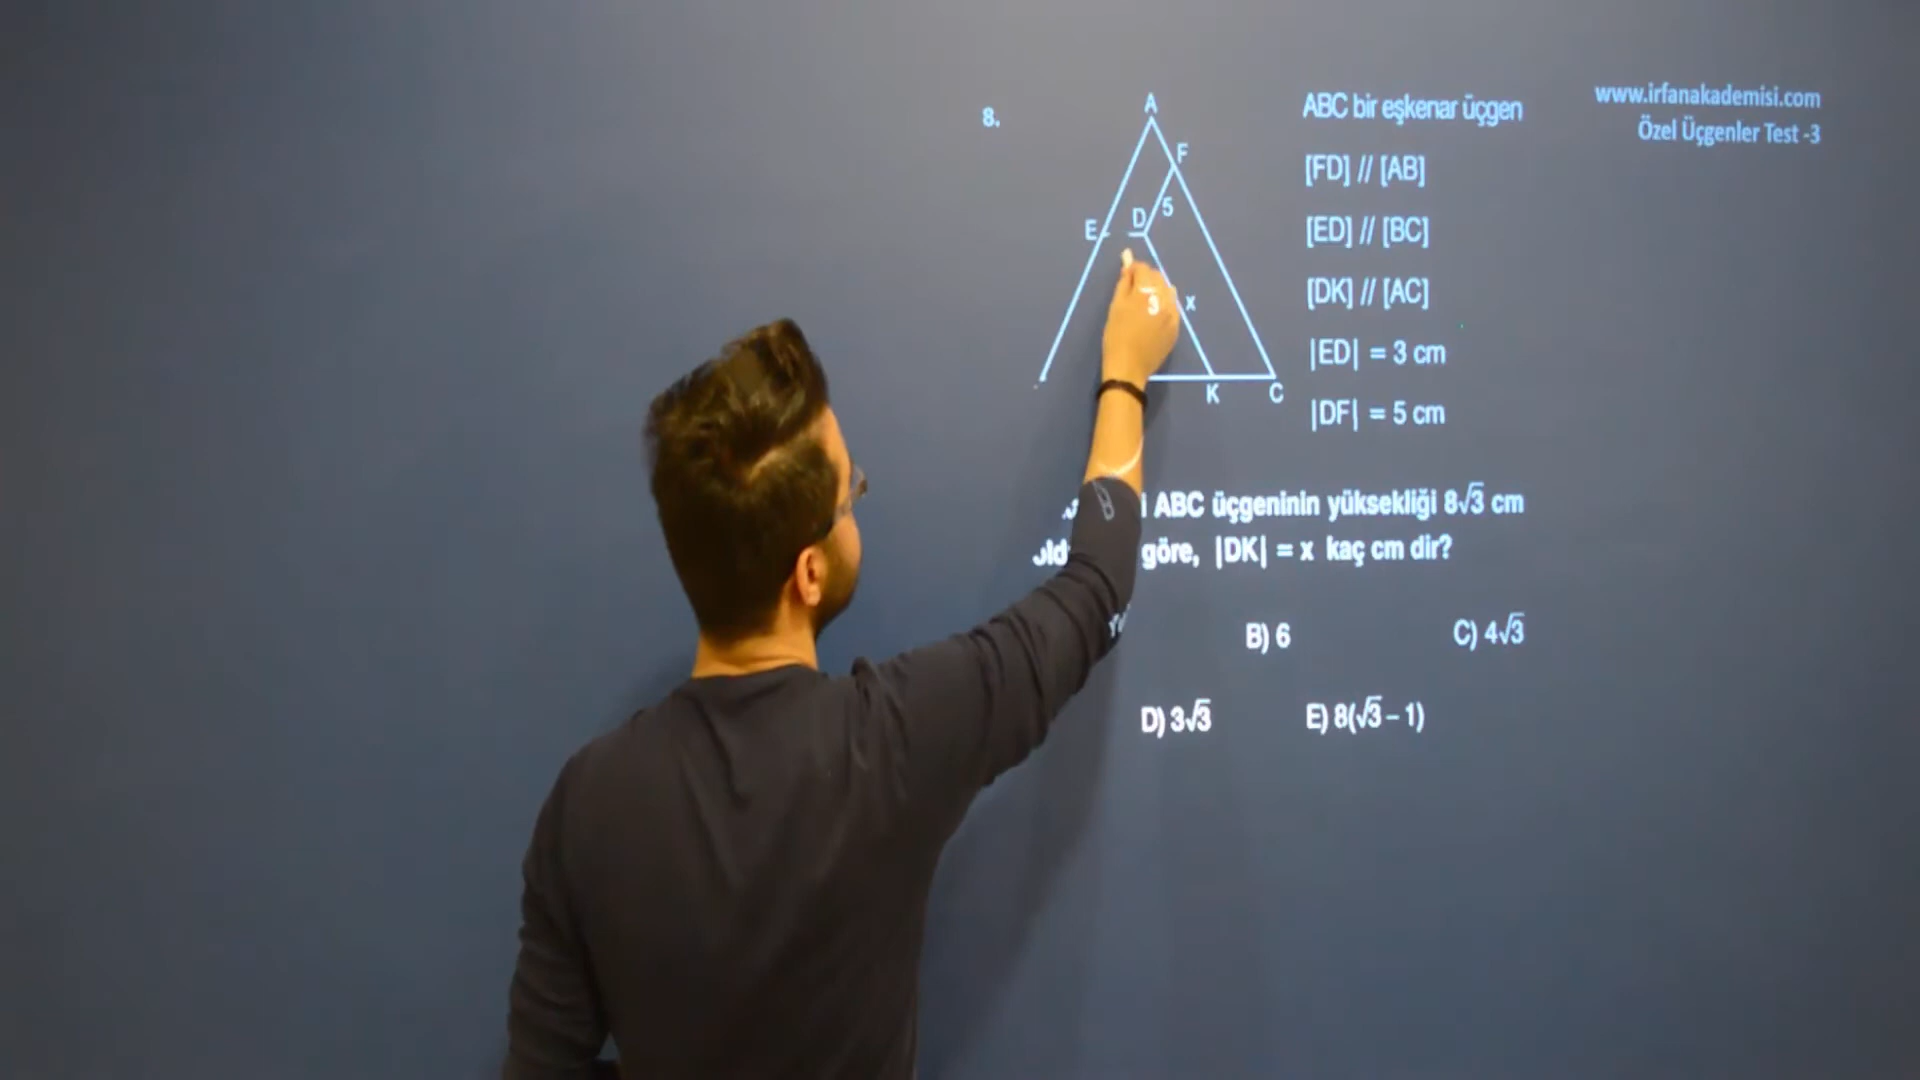 www.irfanakademisi.com
Özel Üçgenler Test -3
8.
A
F
5
D
E
3
x
K
C
ABC bir eşkenar üçgen
[FD] // [AB]
[ED] // [BC]
[DK] // [AC]
|ED| = 3 cm
|DF| = 5 cm
ABC üçgeninin yüksekliği 8√3 cm
göre, |DK| = x kaç cm dir?
B) 6
C) 4√3
D) 3√3
E) 8(√3 – 1)